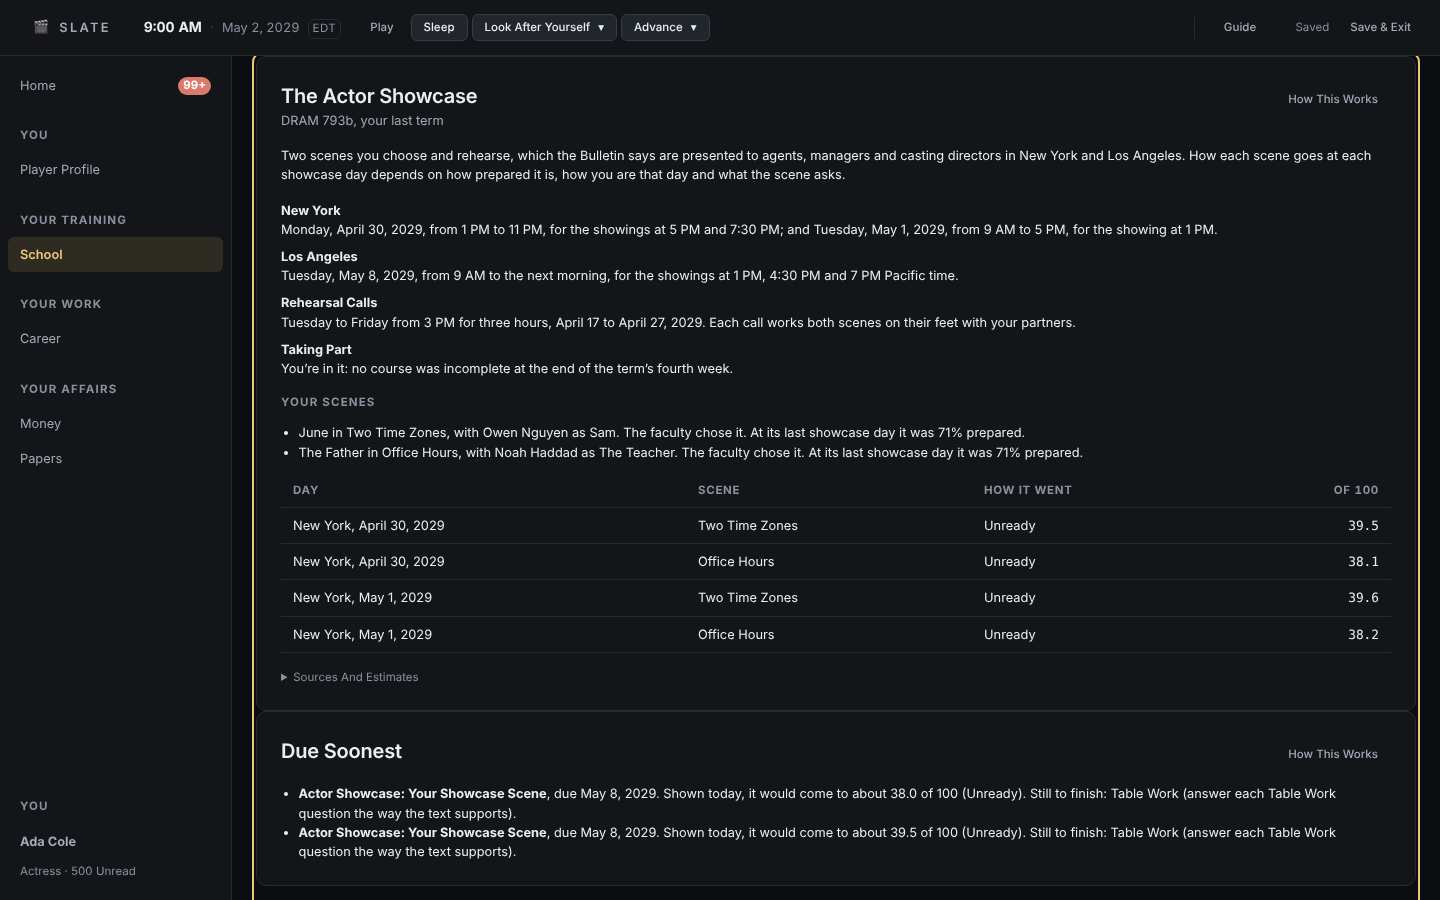 SLATE
9:00 AM · May 2, 2029 EDT
Play
Sleep
Look After Yourself ▾
Advance ▾
Guide
Saved
Save & Exit
Home
99+
YOU
Player Profile
YOUR TRAINING
School
YOUR WORK
Career
YOUR AFFAIRS
Money
Papers
YOU
Ada Cole
Actress · 500 Unread
The Actor Showcase
How This Works
DRAM 793b, your last term
Two scenes you choose and rehearse, which the Bulletin says are presented to agents, managers and casting directors in New York and Los Angeles. How each scene goes at each
showcase day depends on how prepared it is, how you are that day and what the scene asks.
New York
Monday, April 30, 2029, from 1 PM to 11 PM, for the showings at 5 PM and 7:30 PM; and Tuesday, May 1, 2029, from 9 AM to 5 PM, for the showing at 1 PM.
Los Angeles
Tuesday, May 8, 2029, from 9 AM to the next morning, for the showings at 1 PM, 4:30 PM and 7 PM Pacific time.
Rehearsal Calls
Tuesday to Friday from 3 PM for three hours, April 17 to April 27, 2029. Each call works both scenes on their feet with your partners.
Taking Part
You’re in it: no course was incomplete at the end of the term’s fourth week.
YOUR SCENES
• June in Two Time Zones, with Owen Nguyen as Sam. The faculty chose it. At its last showcase day it was 71% prepared.
• The Father in Office Hours, with Noah Haddad as The Teacher. The faculty chose it. At its last showcase day it was 71% prepared.
DAY SCENE HOW IT WENT OF 100
New York, April 30, 2029 Two Time Zones Unready 39.5
New York, April 30, 2029 Office Hours Unready 38.1
New York, May 1, 2029 Two Time Zones Unready 39.6
New York, May 1, 2029 Office Hours Unready 38.2
▶ Sources And Estimates
Due Soonest
How This Works
• Actor Showcase: Your Showcase Scene, due May 8, 2029. Shown today, it would come to about 38.0 of 100 (Unready). Still to finish: Table Work (answer each Table Work
question the way the text supports).
• Actor Showcase: Your Showcase Scene, due May 8, 2029. Shown today, it would come to about 39.5 of 100 (Unready). Still to finish: Table Work (answer each Table Work
question the way the text supports).